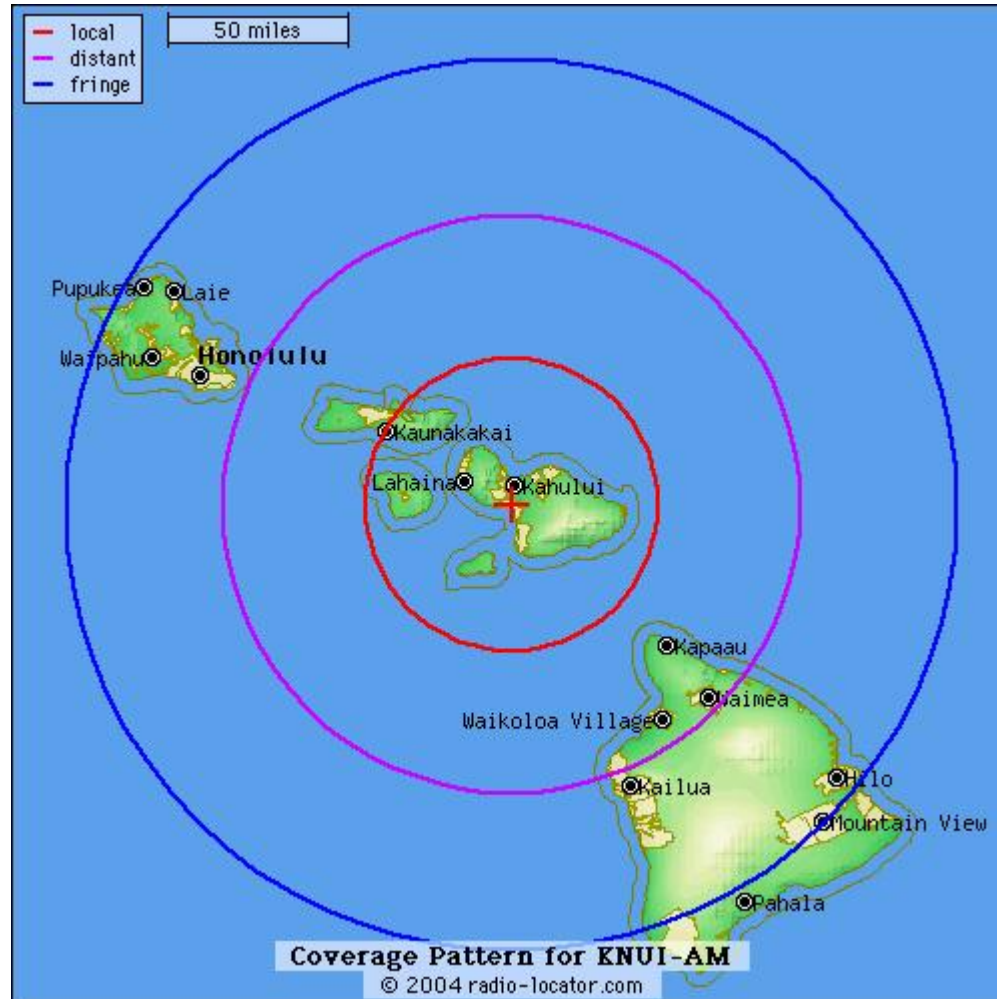 local
distant
fringe
50 miles
Pupukea
Laie
Waipahu
Honolulu
Kaunakakai
Lahaina
Kahului
Kapaau
Waimea
Waikoloa Village
Kailua
Hilo
Mountain View
Pahala
Coverage Pattern for KNUI-AM
© 2004 radio-locator.com